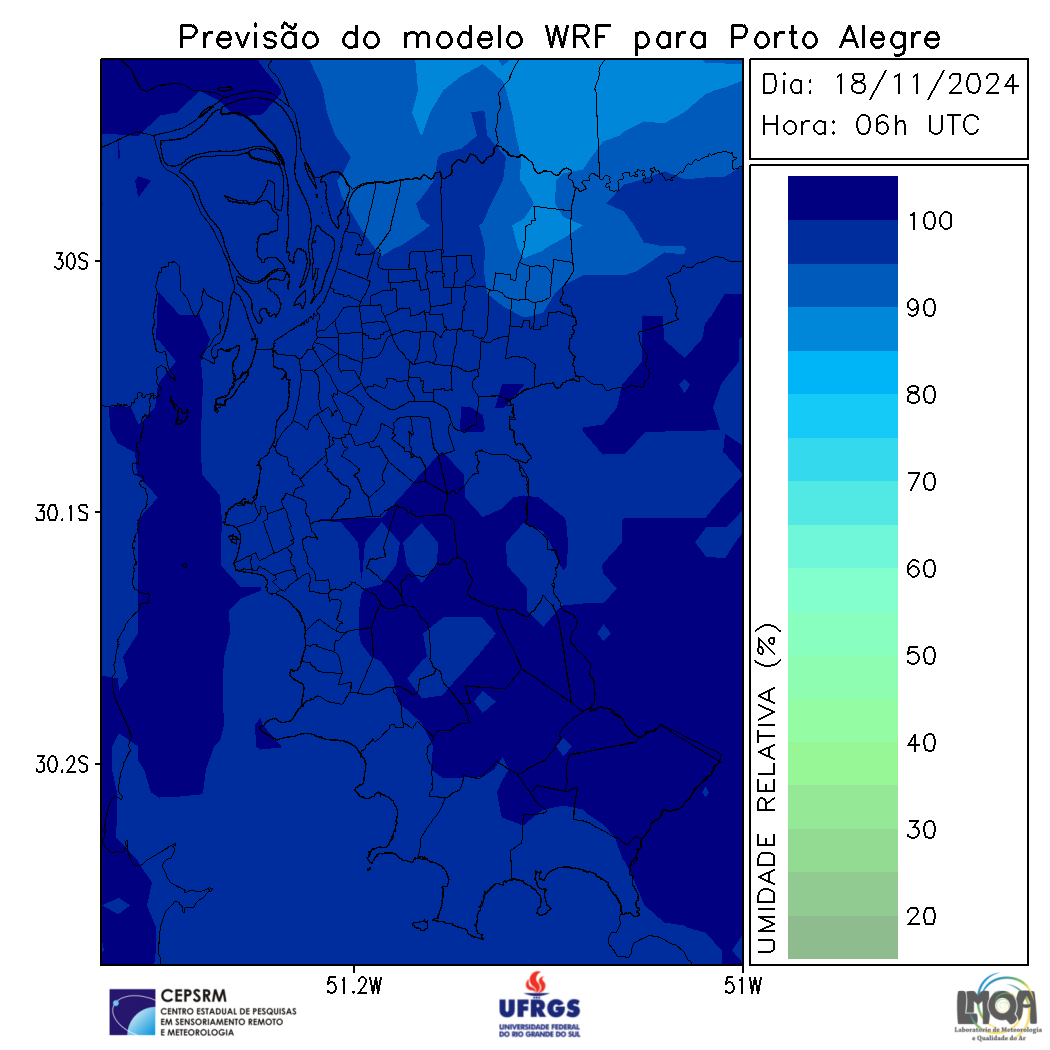 Previsão do modelo WRF para Porto Alegre
Dia: 18/11/2024
Hora: 06h UTC
30S
30.1S
30.2S
51.2W
51W
100
90
80
70
60
50
40
30
20
UMIDADE RELATIVA (%)
CEPSRM
CENTRO ESTADUAL DE PESQUISAS
EM SENSORIAMENTO REMOTO
E METEOROLOGIA
UFRGS
UNIVERSIDADE FEDERAL
DO RIO GRANDE DO SUL
LMQA
Laboratório de Meteorologia
e Qualidade do Ar